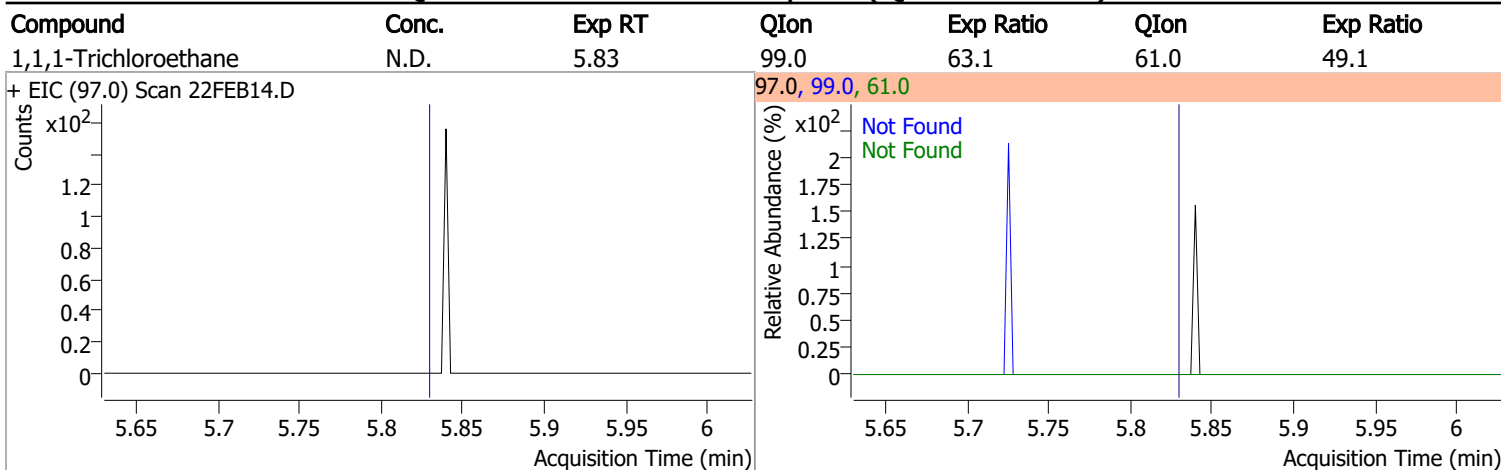 Compound Conc. Exp RT QIon Exp Ratio QIon Exp Ratio
1,1,1-Trichloroethane N.D. 5.83 99.0 63.1 61.0 49.1
+ EIC (97.0) Scan 22FEB14.D
Counts
x10²
1.2
1
0.8
0.6
0.4
0.2
0
5.65 5.7 5.75 5.8 5.85 5.9 5.95 6
Acquisition Time (min)
97.0, 99.0, 61.0
Relative Abundance (%)
x10²
Not Found
Not Found
2
1.75
1.5
1.25
1
0.75
0.5
0.25
0
5.65 5.7 5.75 5.8 5.85 5.9 5.95 6
Acquisition Time (min)